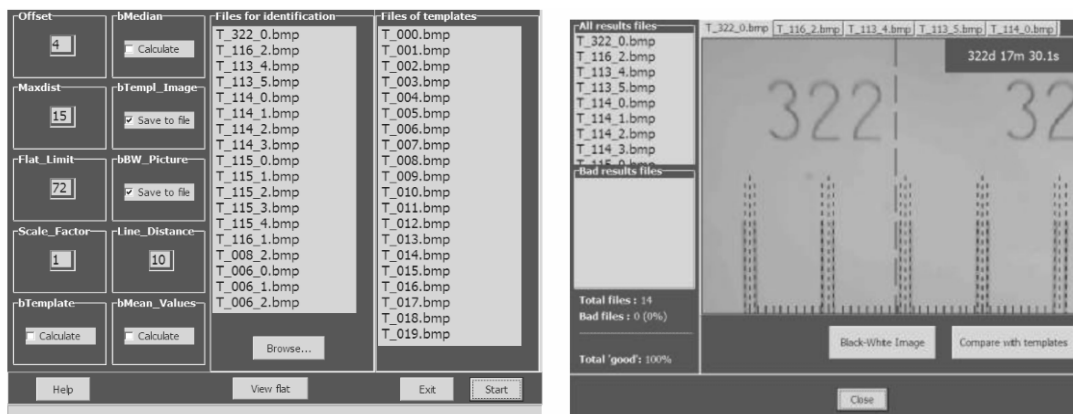 Offset
4
bMedian
Calculate
Maxdist
15
bTempl_Image
Save to file
Flat_Limit
72
bBW_Picture
Save to file
Scale_Factor
1
Line_Distance
10
bTemplate
Calculate
bMean_Values
Calculate
Files for identification
T_322_0.bmp
T_116_2.bmp
T_113_4.bmp
T_113_5.bmp
T_114_0.bmp
T_114_1.bmp
T_114_2.bmp
T_114_3.bmp
T_115_0.bmp
T_115_1.bmp
T_115_2.bmp
T_115_3.bmp
T_115_4.bmp
T_116_1.bmp
T_008_2.bmp
T_006_0.bmp
T_006_1.bmp
T_006_2.bmp
Browse...
Files of templates
T_000.bmp
T_001.bmp
T_002.bmp
T_003.bmp
T_004.bmp
T_005.bmp
T_006.bmp
T_007.bmp
T_008.bmp
T_009.bmp
T_010.bmp
T_011.bmp
T_012.bmp
T_013.bmp
T_014.bmp
T_015.bmp
T_016.bmp
T_017.bmp
T_018.bmp
T_019.bmp
Help
View flat
Exit
Start
All results files
T_322_0.bmp
T_116_2.bmp
T_113_4.bmp
T_113_5.bmp
T_114_0.bmp
T_114_1.bmp
T_114_2.bmp
T_114_3.bmp
T_115_0.bmp
Bad results files
Total files : 14
Bad files : 0 (0%)
Total 'good': 100%
T_322_0.bmp T_116_2.bmp T_113_4.bmp T_113_5.bmp T_114_0.bmp
322d 17m 30.1s
322 32
Black-White Image
Compare with templates
Close